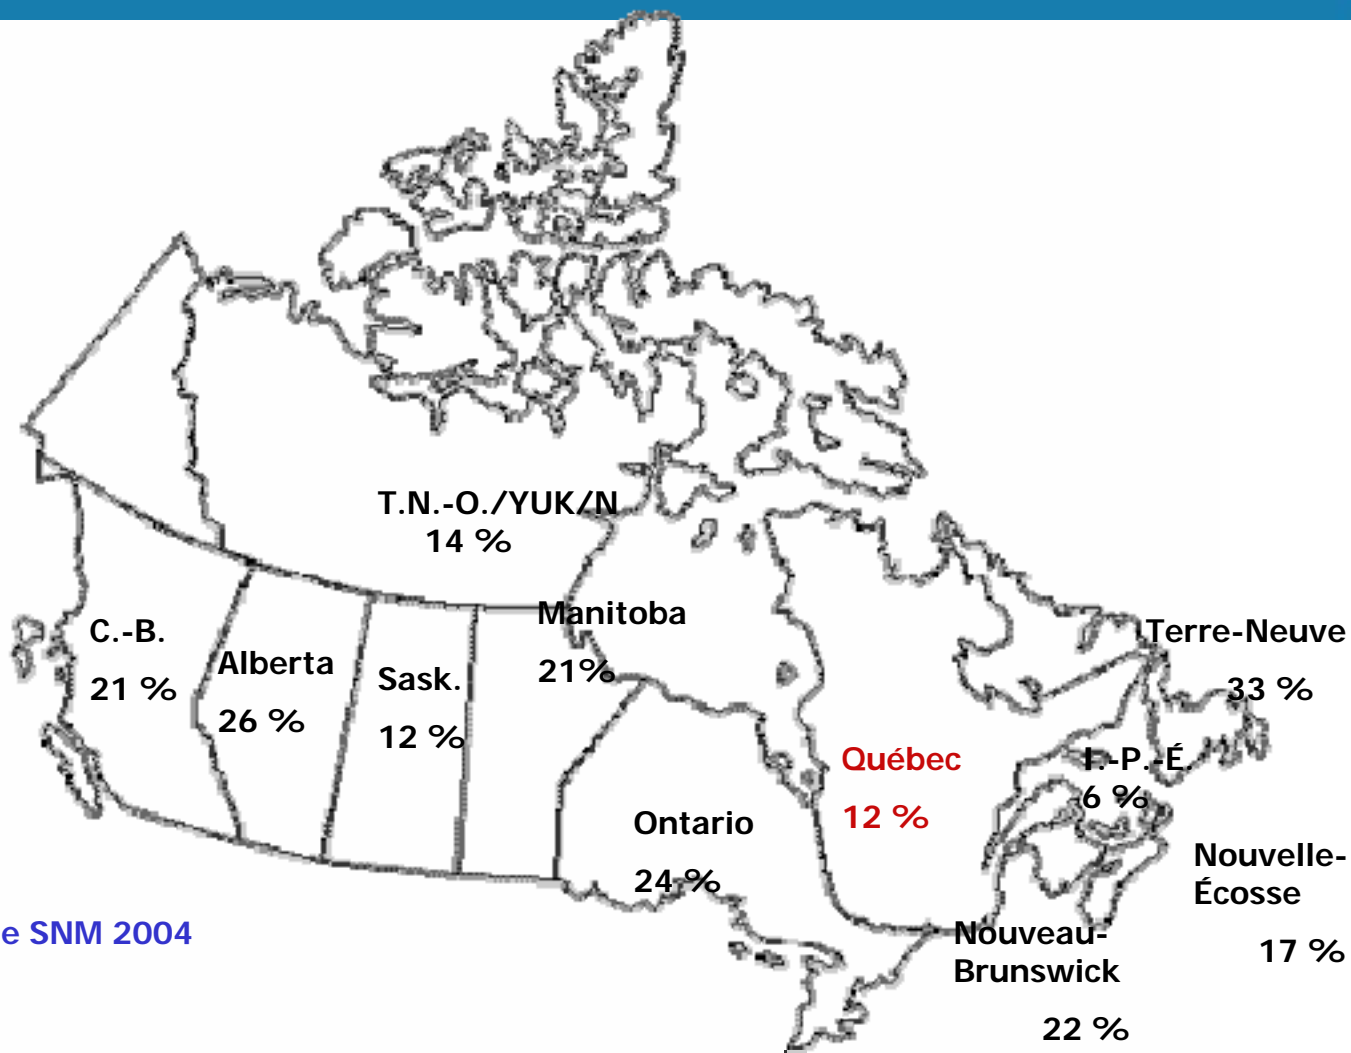 T.N.-O./YUK/N
14 %
C.-B.
21 %
Alberta
26 %
Sask.
12 %
Manitoba
21%
Ontario
24 %
Québec
12 %
Terre-Neuve
33 %
I.-P.-É.
6 %
Nouvelle-
Écosse
17 %
Nouveau-
Brunswick
22 %
e SNM 2004